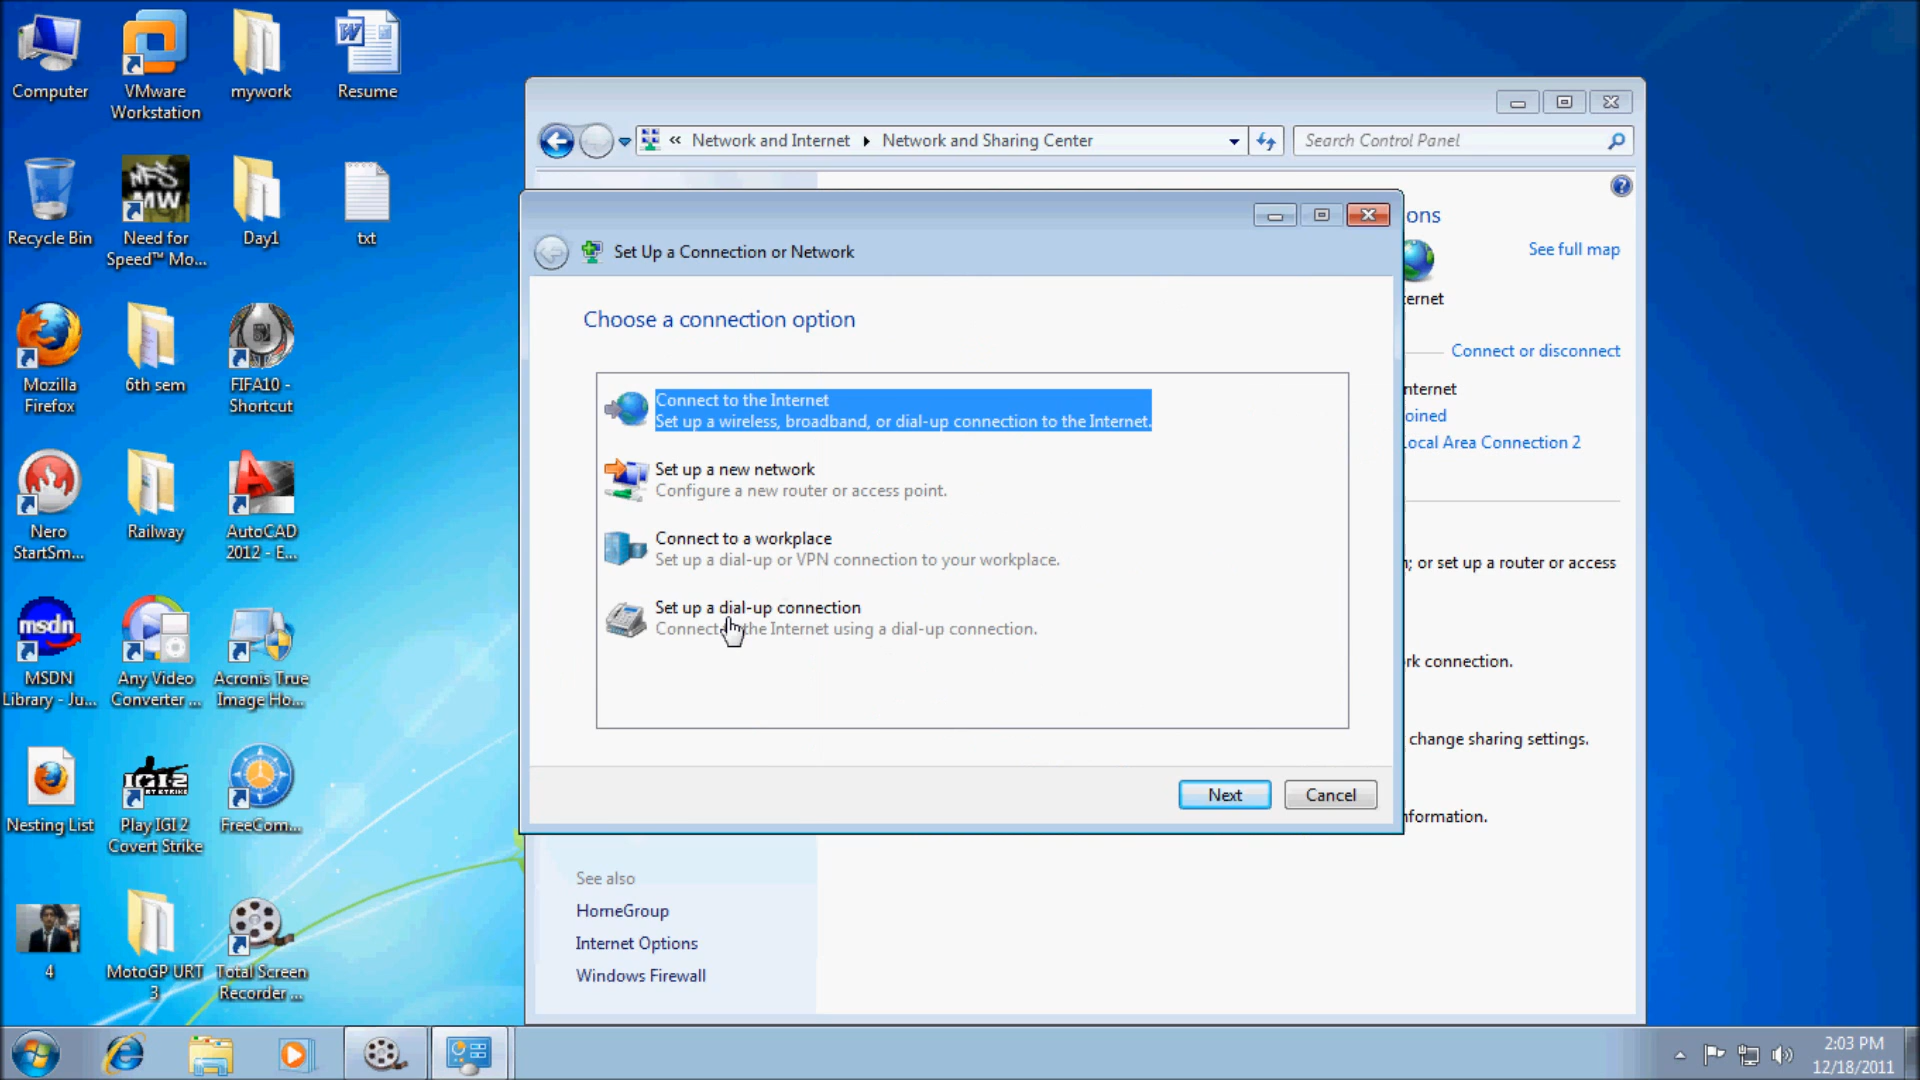 Computer
VMware
Workstation
mywork
Resume
Recycle Bin
Need for
Speed™ Mo...
Day1
txt
Mozilla
Firefox
6th sem
FIFA10 -
Shortcut
Nero
StartSm...
Railway
AutoCAD
2012 - E...
msdn
MSDN
Library - Ju...
Any Video
Converter ...
Acronis True
Image Ho...
Nesting List
IGI·2
Play IGI 2
Covert Strike
FreeCom...
4
MotoGP URT
3
Total Screen
Recorder ...
NFS
MW
« Network and Internet ▸ Network and Sharing Center
Search Control Panel
ons
See full map
ernet
Connect or disconnect
nternet
oined
Local Area Connection 2
; or set up a router or access
rk connection.
change sharing settings.
formation.
Set Up a Connection or Network
Choose a connection option
Connect to the Internet
Set up a wireless, broadband, or dial-up connection to the Internet.
Set up a new network
Configure a new router or access point.
Connect to a workplace
Set up a dial-up or VPN connection to your workplace.
Set up a dial-up connection
Connect the Internet using a dial-up connection.
Next
Cancel
See also
HomeGroup
Internet Options
Windows Firewall
2:03 PM
12/18/2011